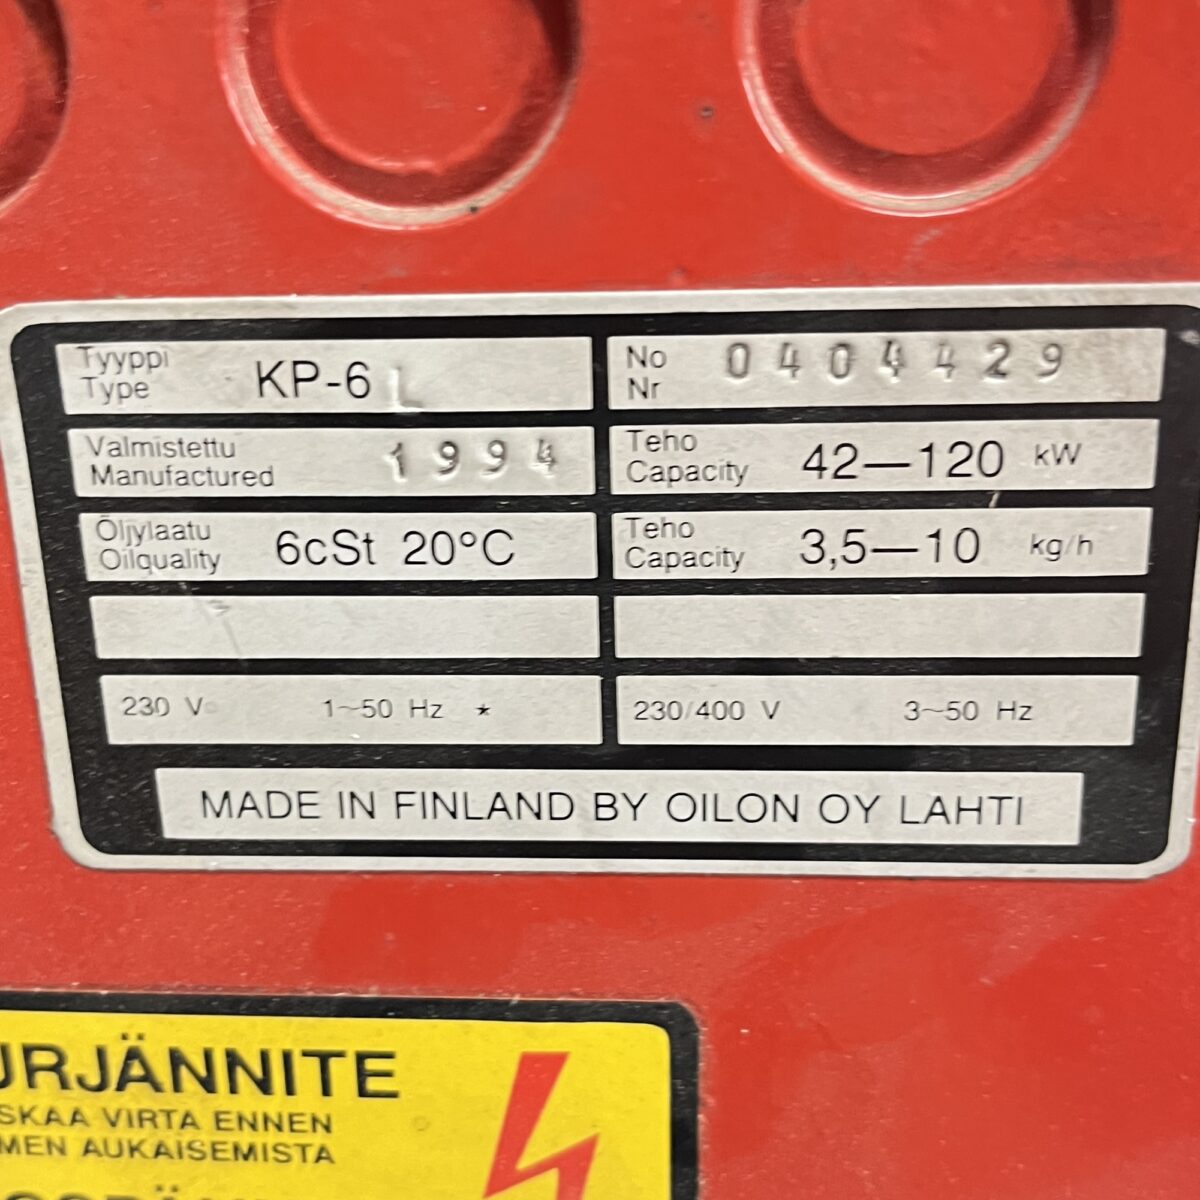 Tyyppi
Type KP-6 L
No
Nr 0404429
Valmistettu
Manufactured 1994
Teho
Capacity 42—120 kW
Öljylaatu
Oilquality 6cSt 20°C
Teho
Capacity 3,5—10 kg/h
230 V 1~50 Hz *
230/400 V 3~50 Hz
MADE IN FINLAND BY OILON OY LAHTI
URJÄNNITE
SKAA VIRTA ENNEN
MEN AUKAISEMISTA